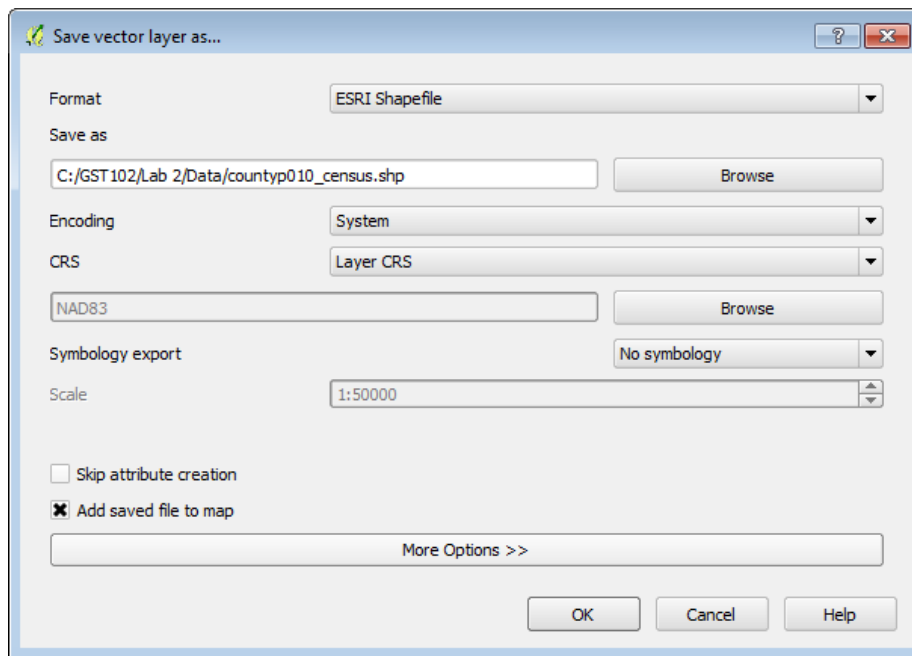 Save vector layer as...
Format ESRI Shapefile
Save as
C:/GST102/Lab 2/Data/countyp010_census.shp Browse
Encoding System
CRS Layer CRS
NAD83 Browse
Symbology export No symbology
Scale 1:50000
Skip attribute creation
Add saved file to map
More Options >>
OK Cancel Help